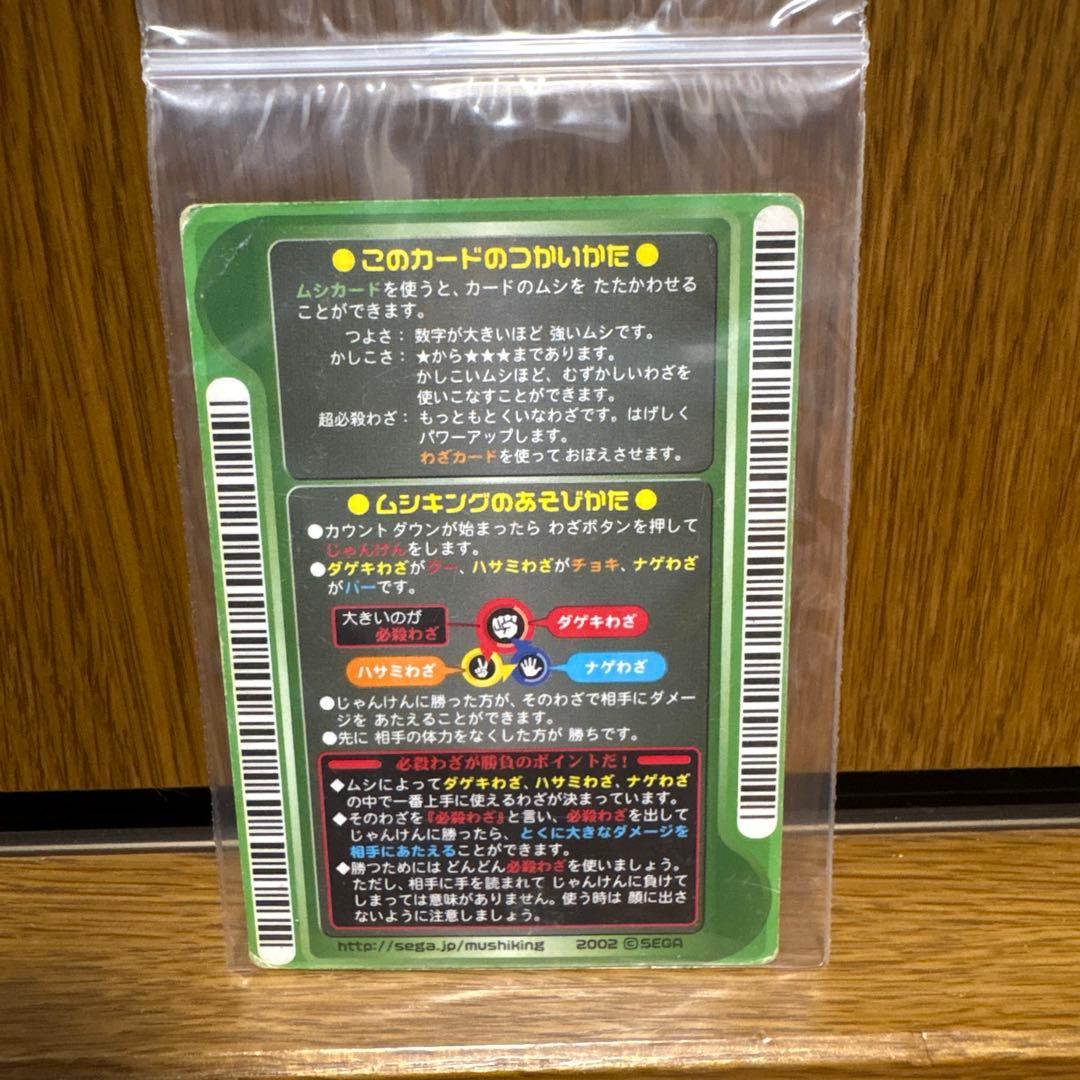 ●このカードのつかいかた●
ムシカードを使うと、カードのムシを たたかわせる
ことができます。
つよさ： 数字が大きいほど 強いムシです。
かしこさ： ★から★★★まであります。
かしこいムシほど、むずかしいわざを
使いこなすことができます。
超必殺わざ： もっともとくいなわざです。はげしく
パワーアップします。
わざカードを使って おぼえさせます。
●ムシキングのあそびかた●
●カウントダウンが始まったら わざボタンを押して
じゃんけんをします。
●ダゲキわざがグー、ハサミわざがチョキ、ナゲわざ
がパーです。
大きいのが
必殺わざ
ダゲキわざ
ハサミわざ
ナゲわざ
●じゃんけんに勝った方が、そのわざで相手にダメー
ジを あたえることができます。
●先に 相手の体力をなくした方が 勝ちです。
必殺わざが勝負のポイントだ！
◆ムシによってダゲキわざ、ハサミわざ、ナゲわざ
の中で一番上手に使えるわざが決まっています。
◆そのわざを『必殺わざ』と言い、必殺わざを出して
じゃんけんに勝ったら、とくに大きなダメージを
相手にあたえることができます。
◆勝つためには どんどん必殺わざを使いましょう。
ただし、相手に手を読まれて じゃんけんに負けて
しまっては意味がありません。使う時は 顔に出さ
ないように注意しましょう。
http://sega.jp/mushiking 2002 ©SEGA